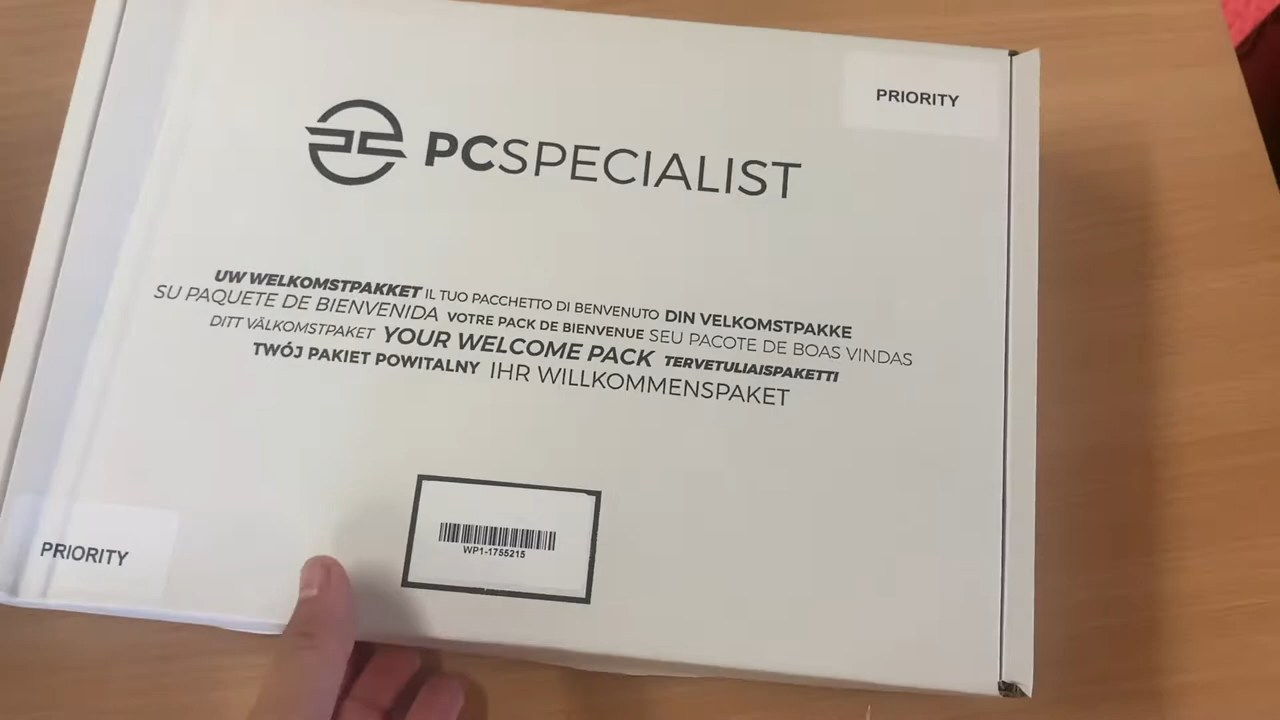 PRIORITY
PCSPECIALIST
UW WELKOMSTPAKKET IL TUO PACCHETTO DI BENVENUTO DIN VELKOMSTPAKKE
SU PAQUETE DE BIENVENIDA VOTRE PACK DE BIENVENUE SEU PACOTE DE BOAS VINDAS
DITT VÄLKOMSTPAKET YOUR WELCOME PACK TERVETULIAISPAKETTI
TWÓJ PAKIET POWITALNY IHR WILLKOMMENSPAKET
WP1-1755215
PRIORITY